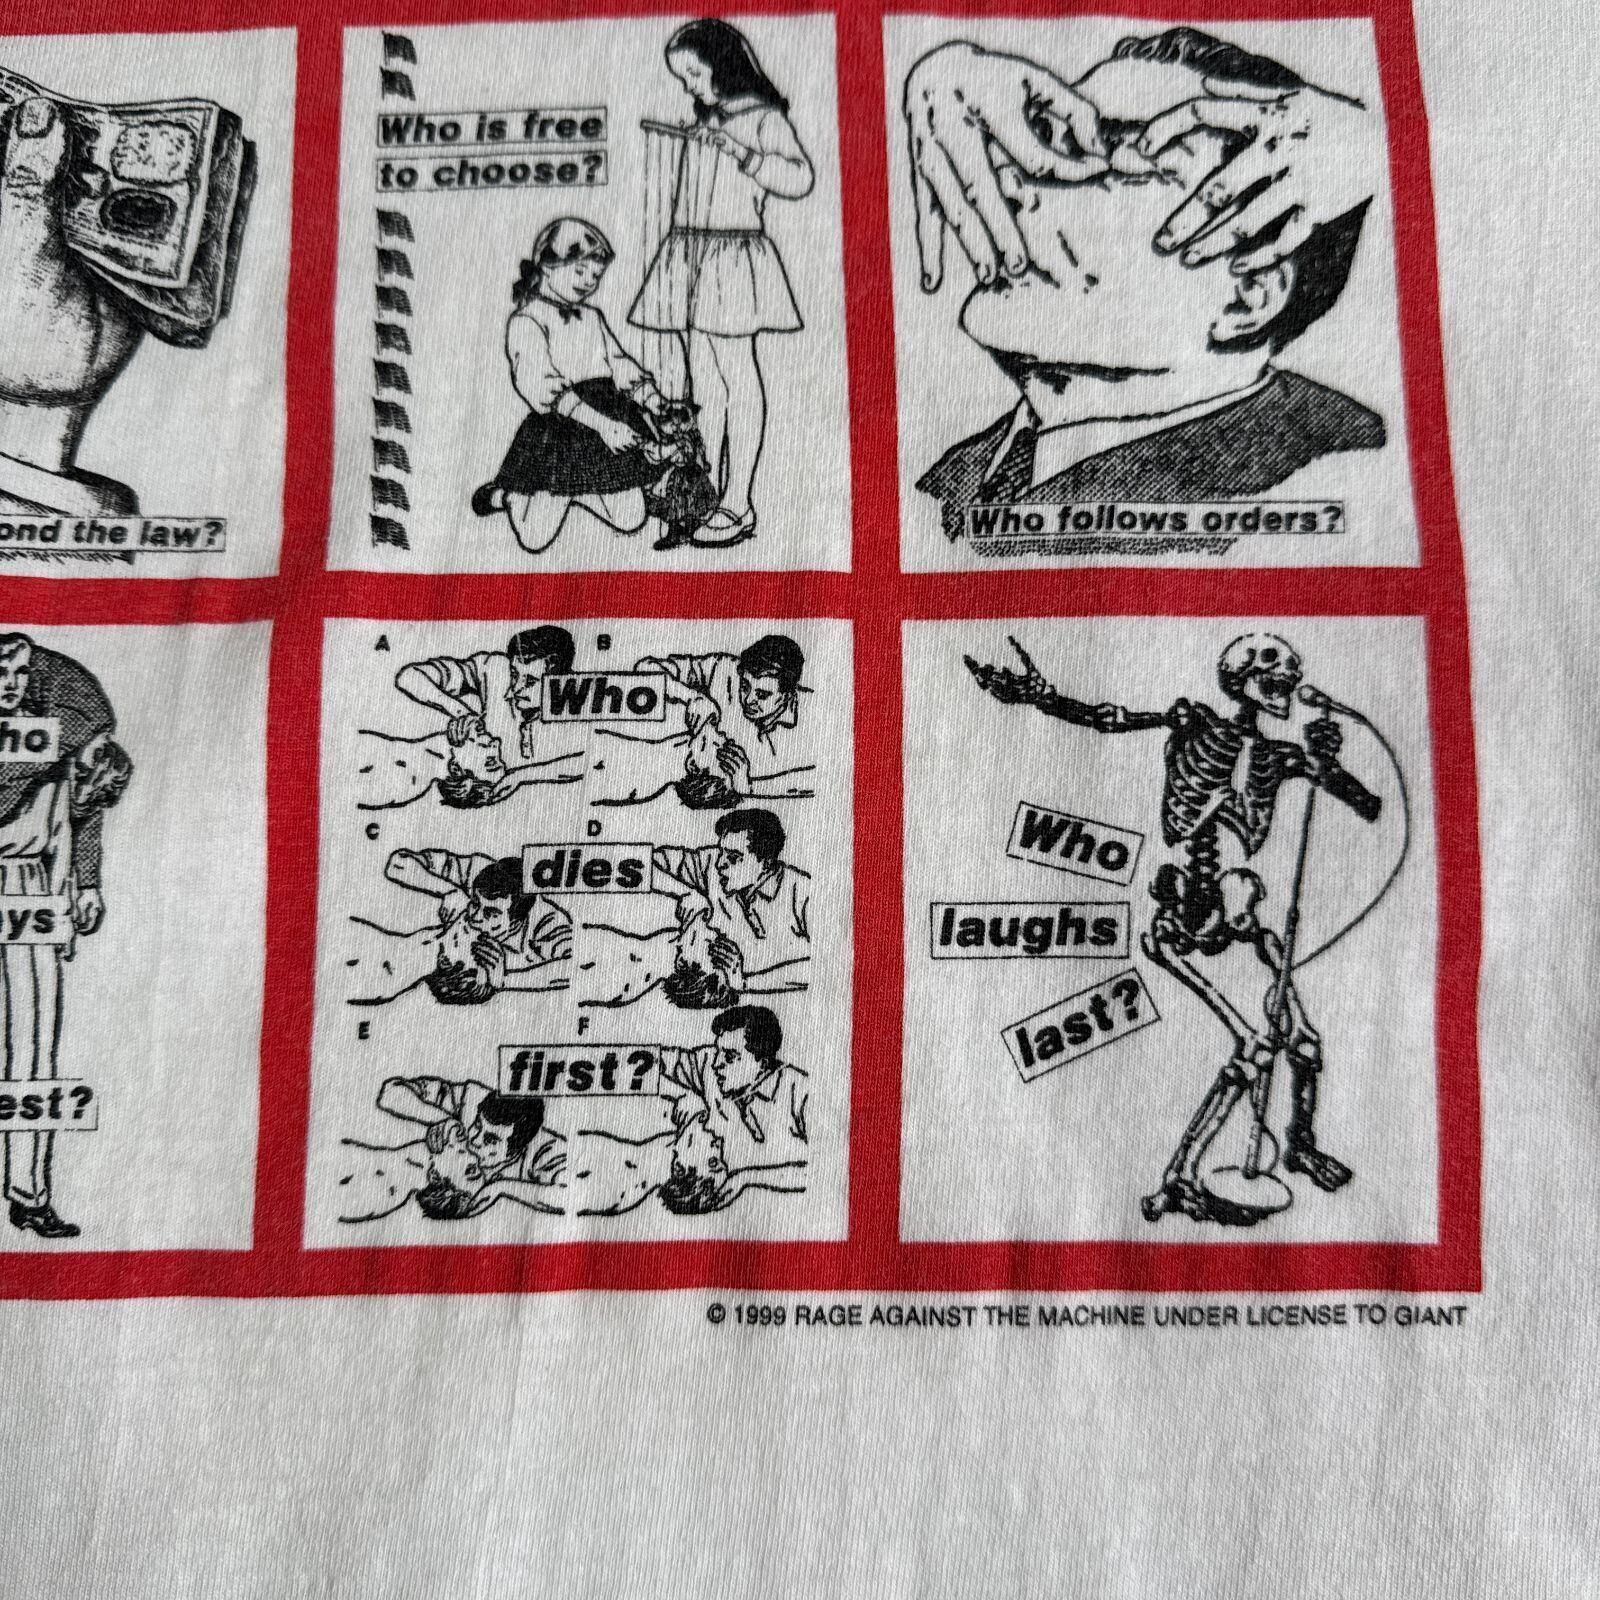 Who is free
to choose?
ond the law?
Who follows orders?
A
B
Who
ho
C
D
dies
Who
ays
laughs
E
F
last?
first?
est?
© 1999 RAGE AGAINST THE MACHINE UNDER LICENSE TO GIANT